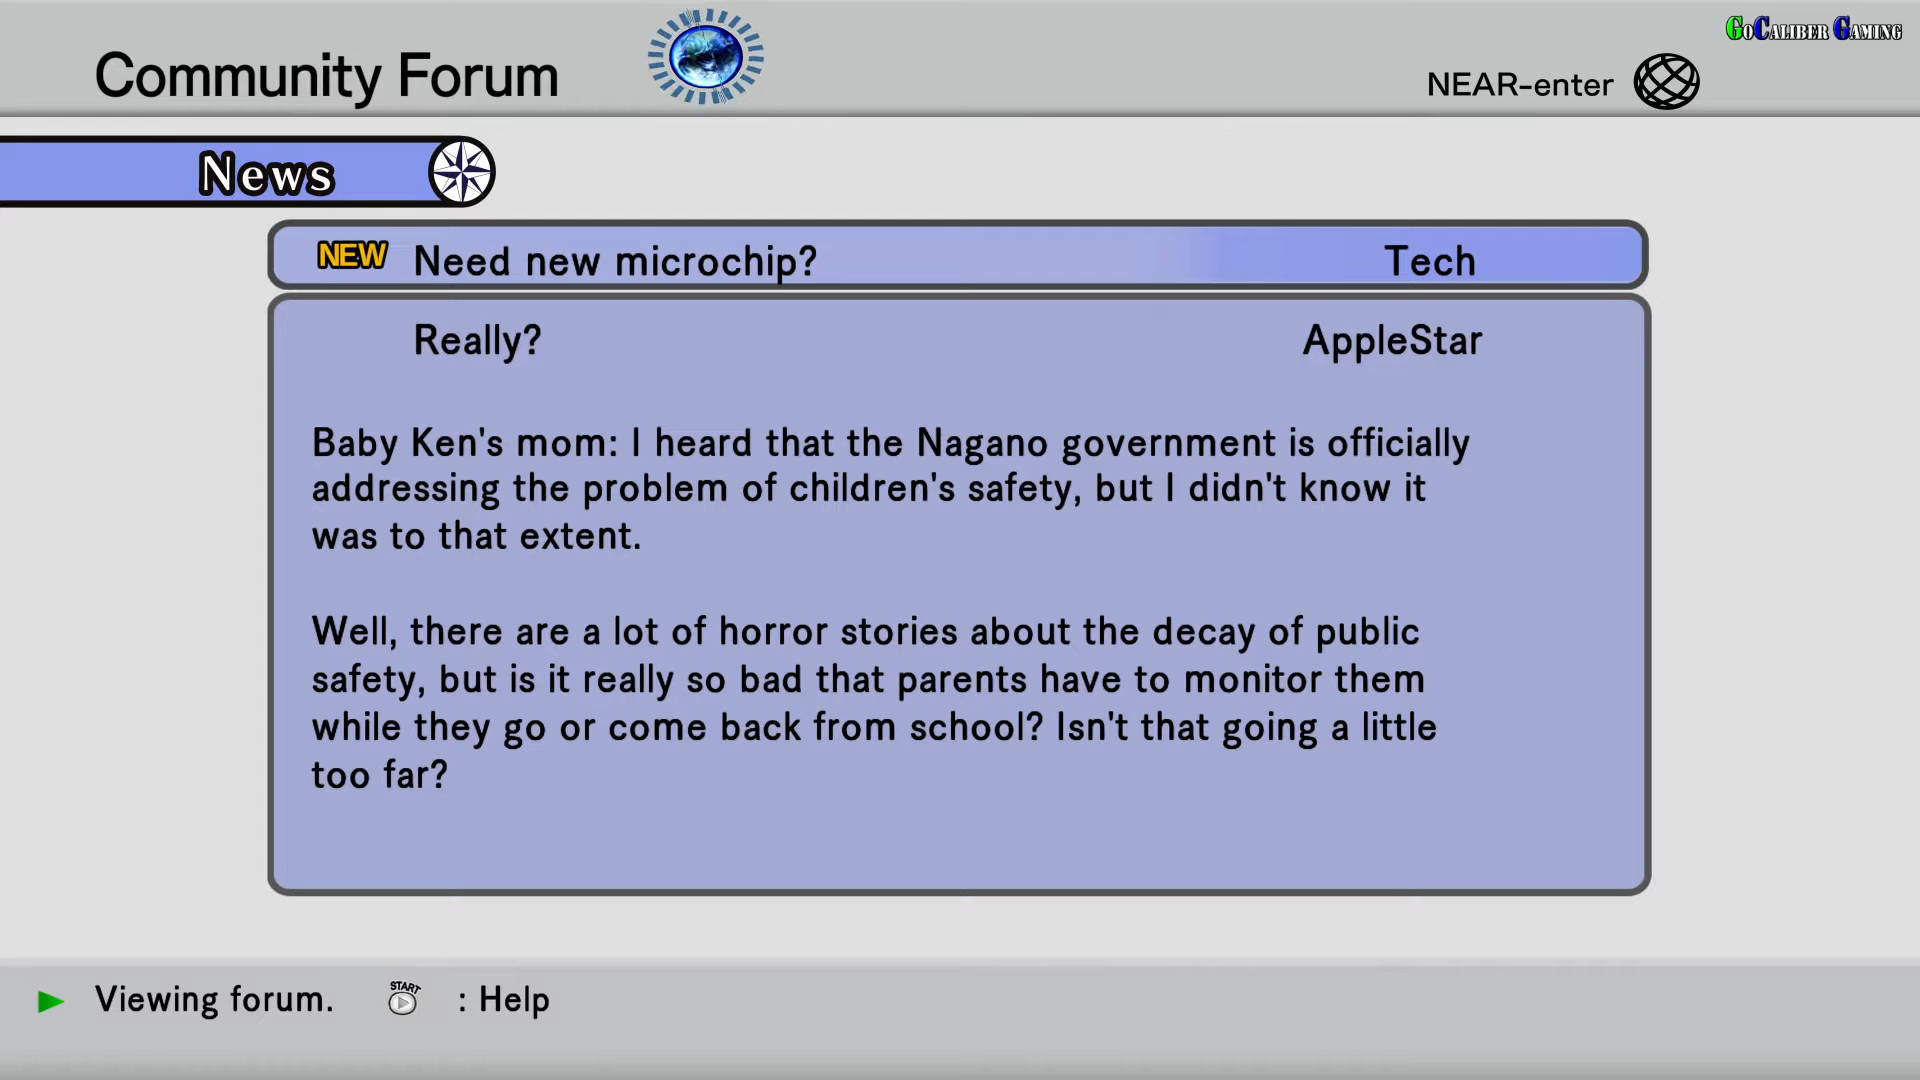 GoCaliber Gaming
Community Forum
NEAR-enter
News
NEW Need new microchip? Tech
Really? AppleStar
Baby Ken's mom: I heard that the Nagano government is officially
addressing the problem of children's safety, but I didn't know it
was to that extent.
Well, there are a lot of horror stories about the decay of public
safety, but is it really so bad that parents have to monitor them
while they go or come back from school? Isn't that going a little
too far?
Viewing forum. START : Help